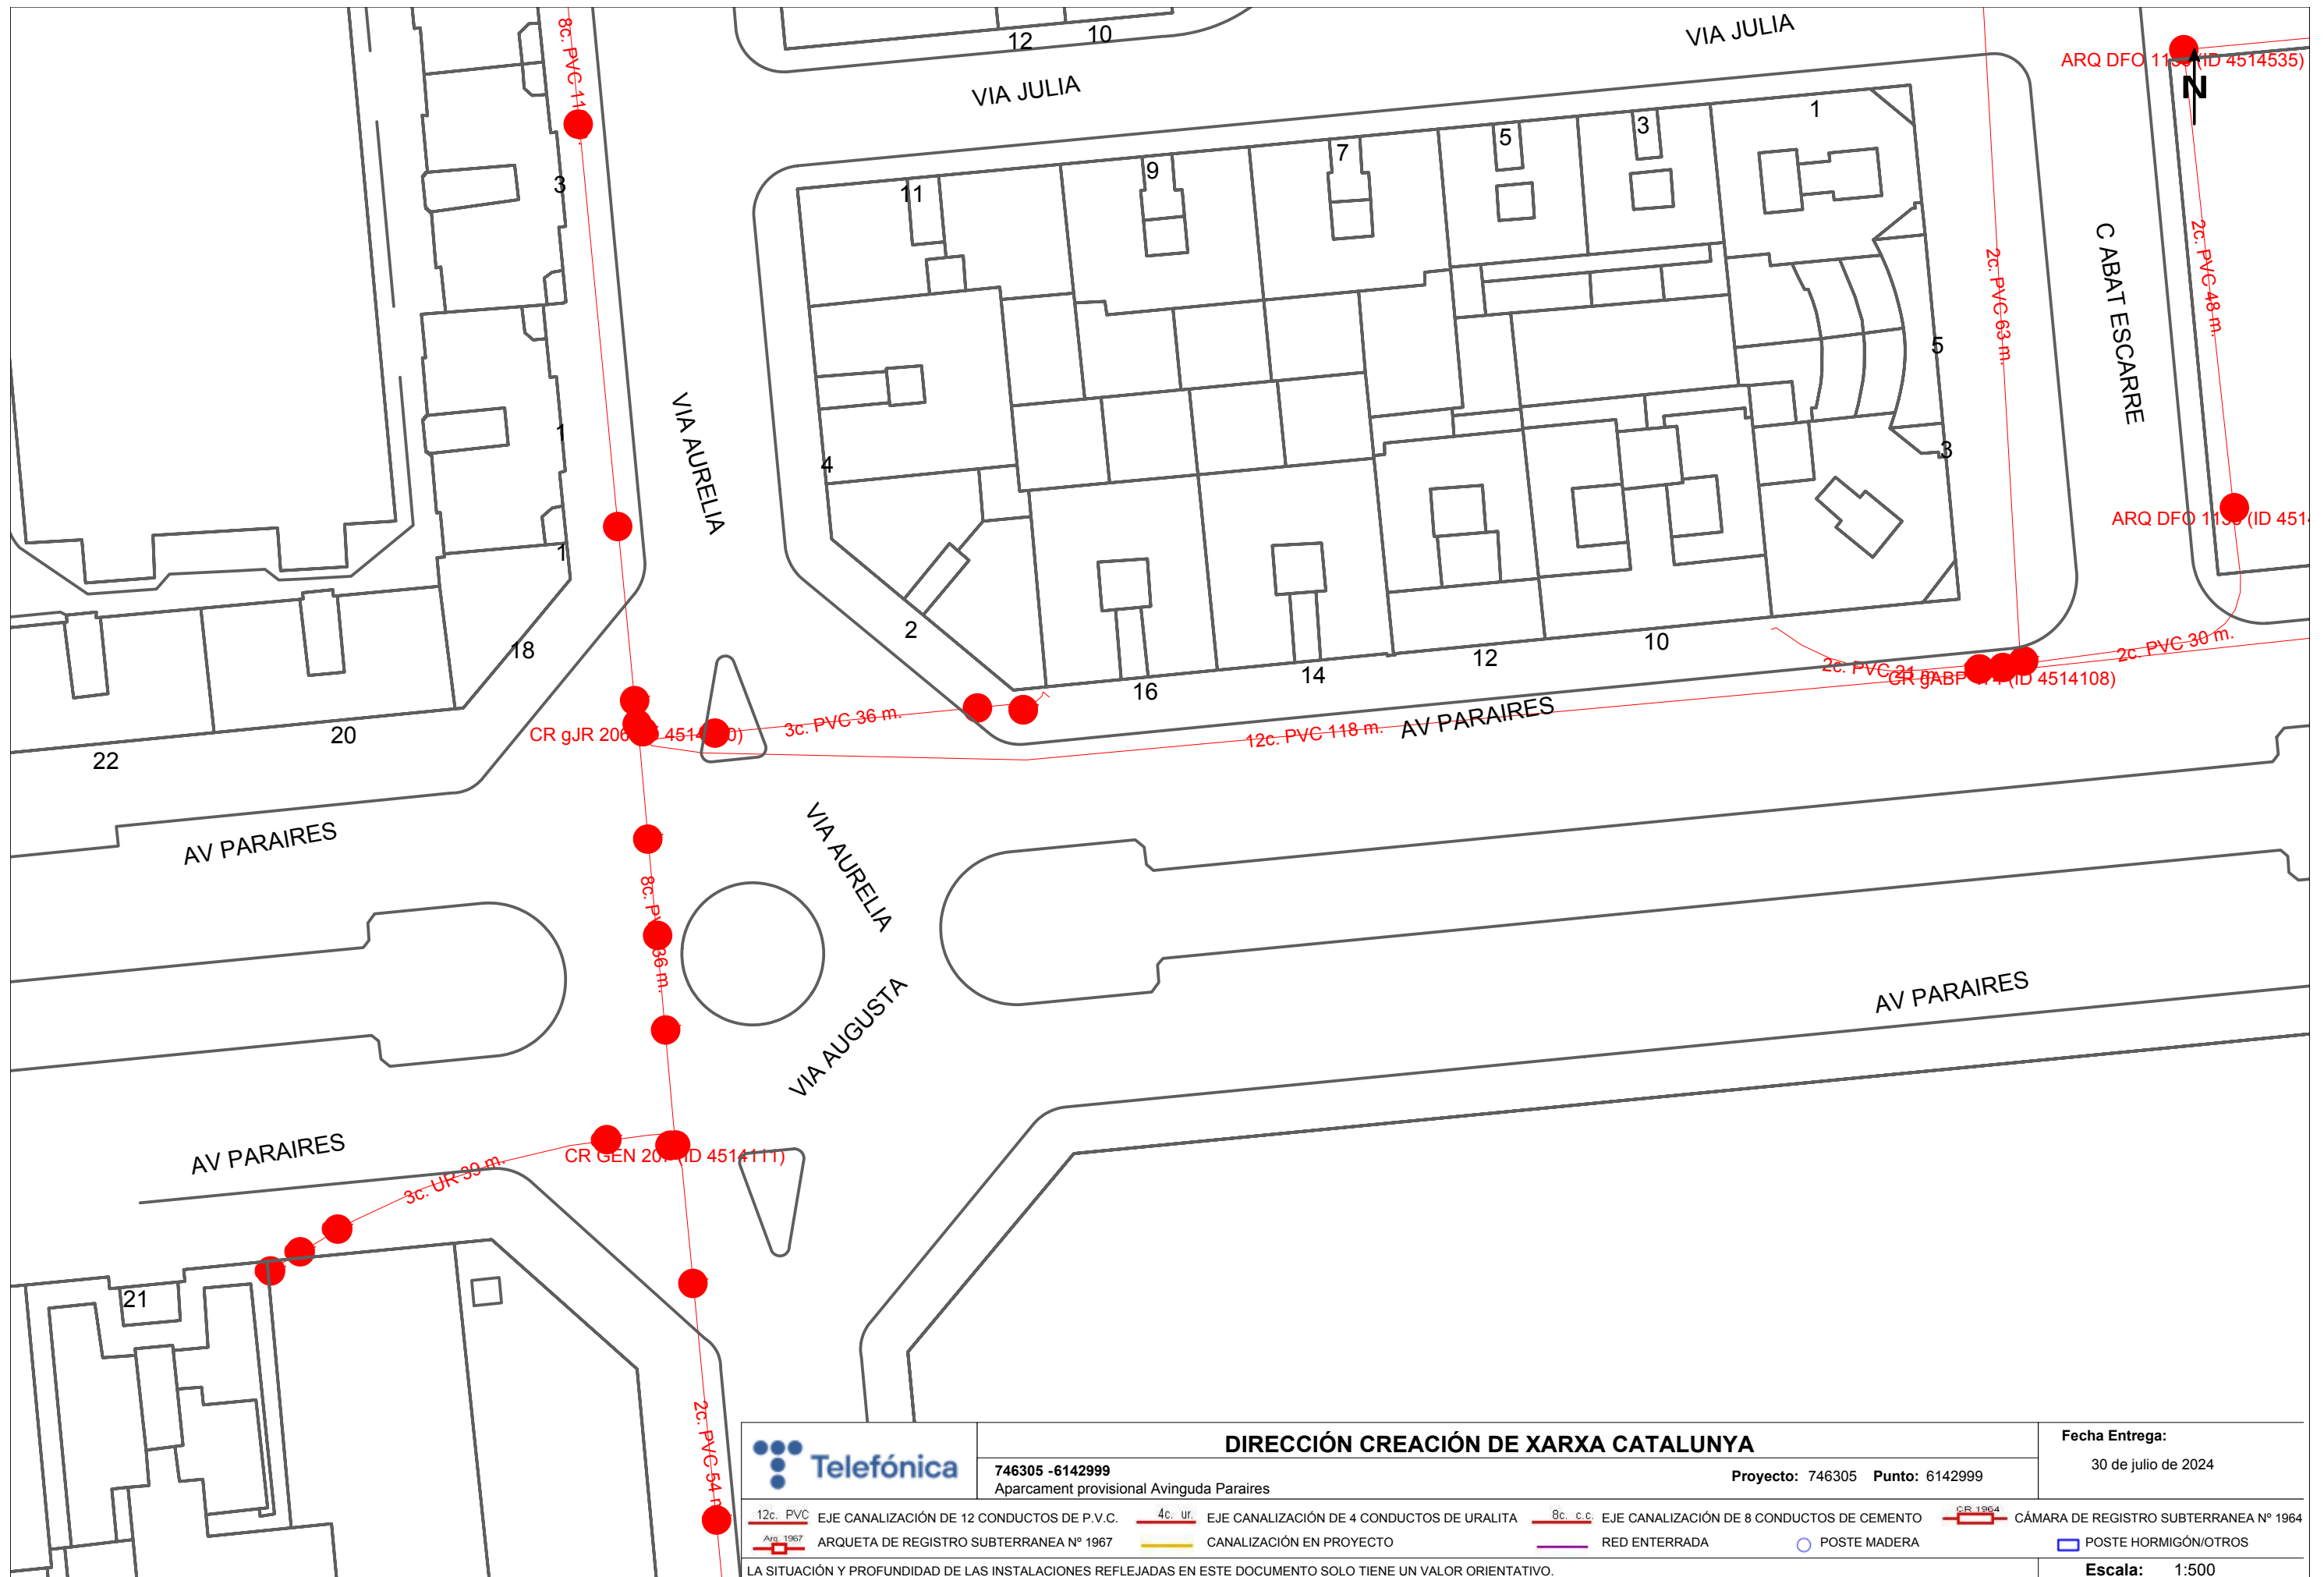 8c. PVC 11
12
10
VIA JULIA
VIA JULIA
ARQ DFO (ID 4514535)
N
1
3
5
7
9
11
3
2c. PVC 63 m.
2c. PVC 48 m.
C ABAT ESCARRE
5
3
VIA AURELIA
1
4
1
ARQ DFO (ID
18
2
10
12
14
16
2c. PVC 30 m.
2c. PVC 21 m.
CR gABP (ID 4514108)
20
22
CR gJR
3c. PVC 36 m.
12c. PVC 118 m.
AV PARAIRES
AV PARAIRES
VIA AURELIA
8c. 36 m.
VIA AUGUSTA
AV PARAIRES
AV PARAIRES
CR GEN ID 4514111)
3c. UR 39 m.
21
2c. PVC 54
Telefónica
DIRECCIÓN CREACIÓN DE XARXA CATALUNYA
Fecha Entrega:
30 de julio de 2024
746305 -6142999
Aparcament provisional Avinguda Paraires
Proyecto: 746305 Punto: 6142999
12c. PVC EJE CANALIZACIÓN DE 12 CONDUCTOS DE P.V.C. 4c. ur. EJE CANALIZACIÓN DE 4 CONDUCTOS DE URALITA 8c. c.c. EJE CANALIZACIÓN DE 8 CONDUCTOS DE CEMENTO CR 1964 CÁMARA DE REGISTRO SUBTERRANEA Nº 1964
Arq. 1967 ARQUETA DE REGISTRO SUBTERRANEA Nº 1967 CANALIZACIÓN EN PROYECTO RED ENTERRADA POSTE MADERA POSTE HORMIGÓN/OTROS
LA SITUACIÓN Y PROFUNDIDAD DE LAS INSTALACIONES REFLEJADAS EN ESTE DOCUMENTO SOLO TIENE UN VALOR ORIENTATIVO.
Escala: 1:500